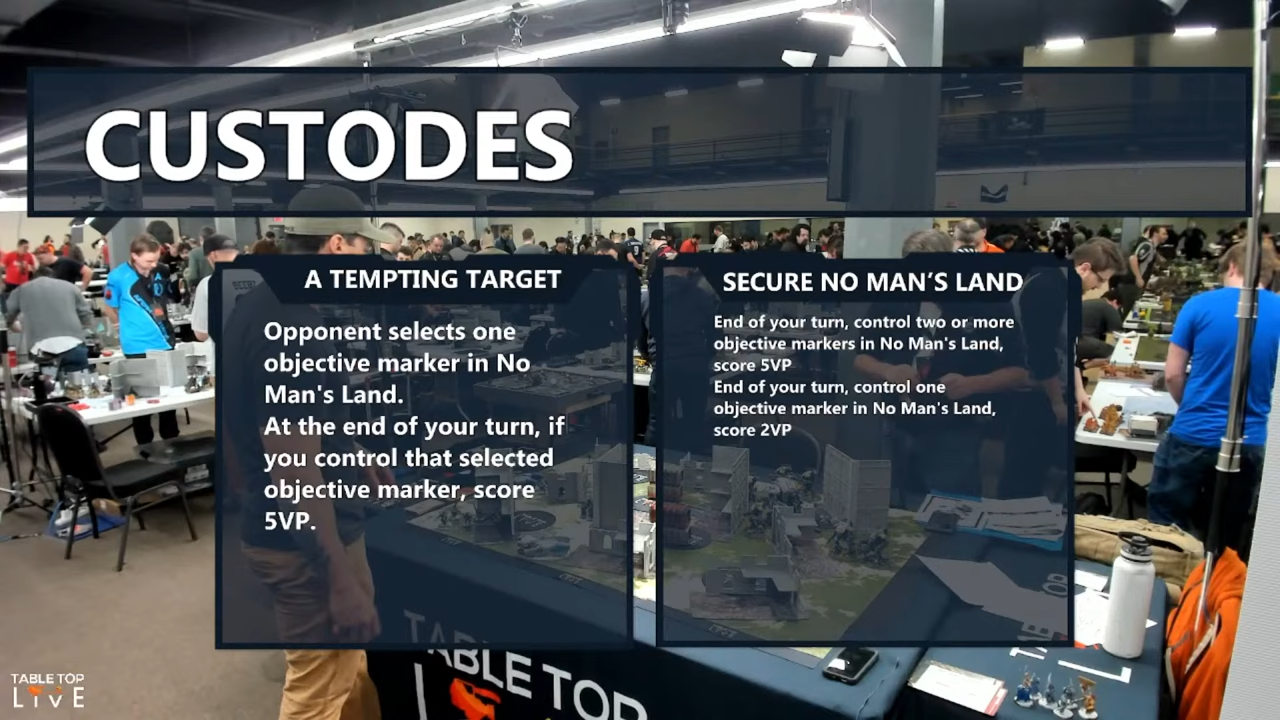 CUSTODES
A TEMPTING TARGET
Opponent selects one
objective marker in No
Man's Land.
At the end of your turn, if
you control that selected
objective marker, score
5VP.
SECURE NO MAN’S LAND
End of your turn, control two or more
objective markers in No Man's Land,
score 5VP
End of your turn, control one
objective marker in No Man's Land,
score 2VP
TABLE TOP
TABLE TOP
LIVE